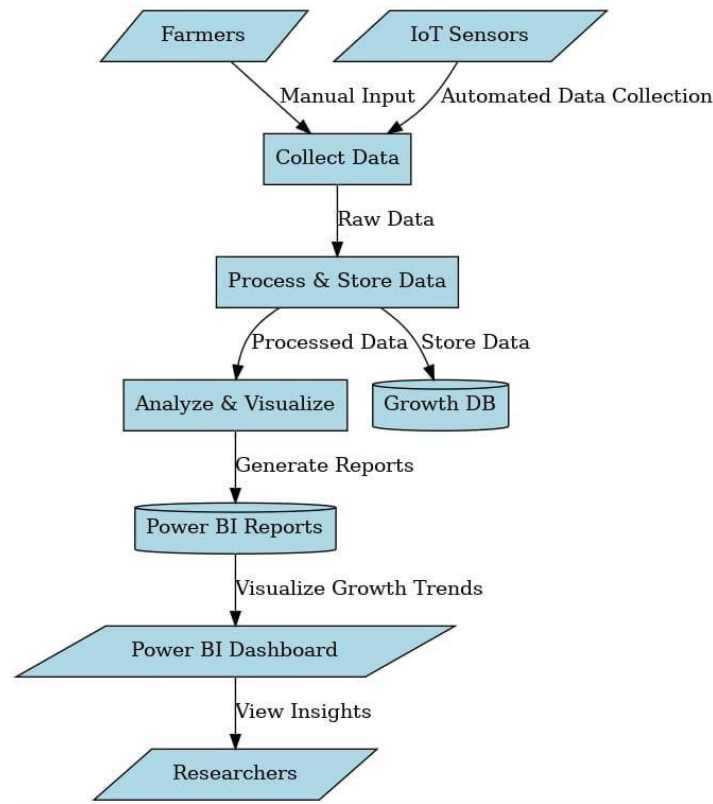 Farmers
IoT Sensors
Manual Input
Automated Data Collection
Collect Data
Raw Data
Process & Store Data
Processed Data
Store Data
Analyze & Visualize
Growth DB
Generate Reports
Power BI Reports
Visualize Growth Trends
Power BI Dashboard
View Insights
Researchers